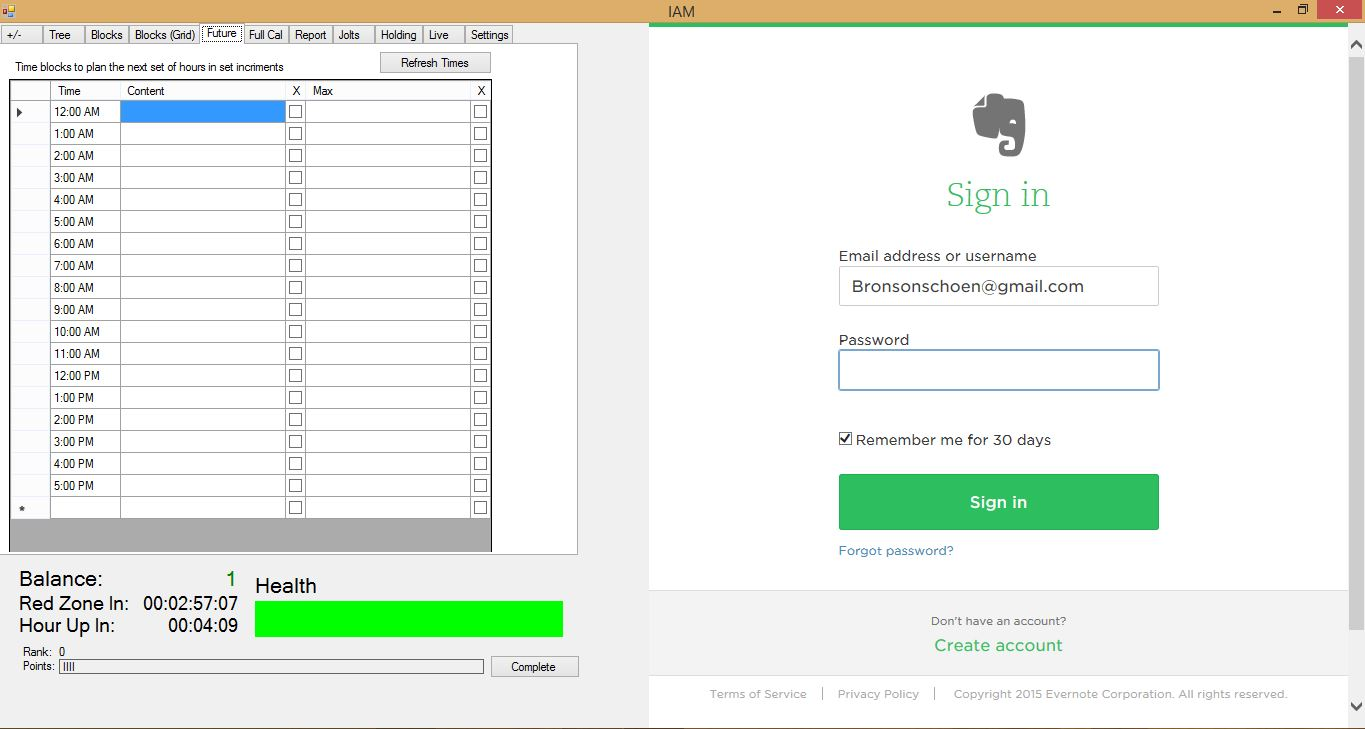 IAM
+/- Tree Blocks Blocks (Grid) Future Full Cal Report Jolts Holding Live Settings
Time blocks to plan the next set of hours in set incriments
Refresh Times
Time Content X Max X
12:00 AM
1:00 AM
2:00 AM
3:00 AM
4:00 AM
5:00 AM
6:00 AM
7:00 AM
8:00 AM
9:00 AM
10:00 AM
11:00 AM
12:00 PM
1:00 PM
2:00 PM
3:00 PM
4:00 PM
5:00 PM
*
Balance: 1
Red Zone In: 00:02:57:07
Hour Up In: 00:04:09
Health
Rank: 0
Points: ||||
Complete
Sign in
Email address or username
Bronsonschoen@gmail.com
Password
Remember me for 30 days
Sign in
Forgot password?
Don't have an account?
Create account
Terms of Service | Privacy Policy | Copyright 2015 Evernote Corporation. All rights reserved.